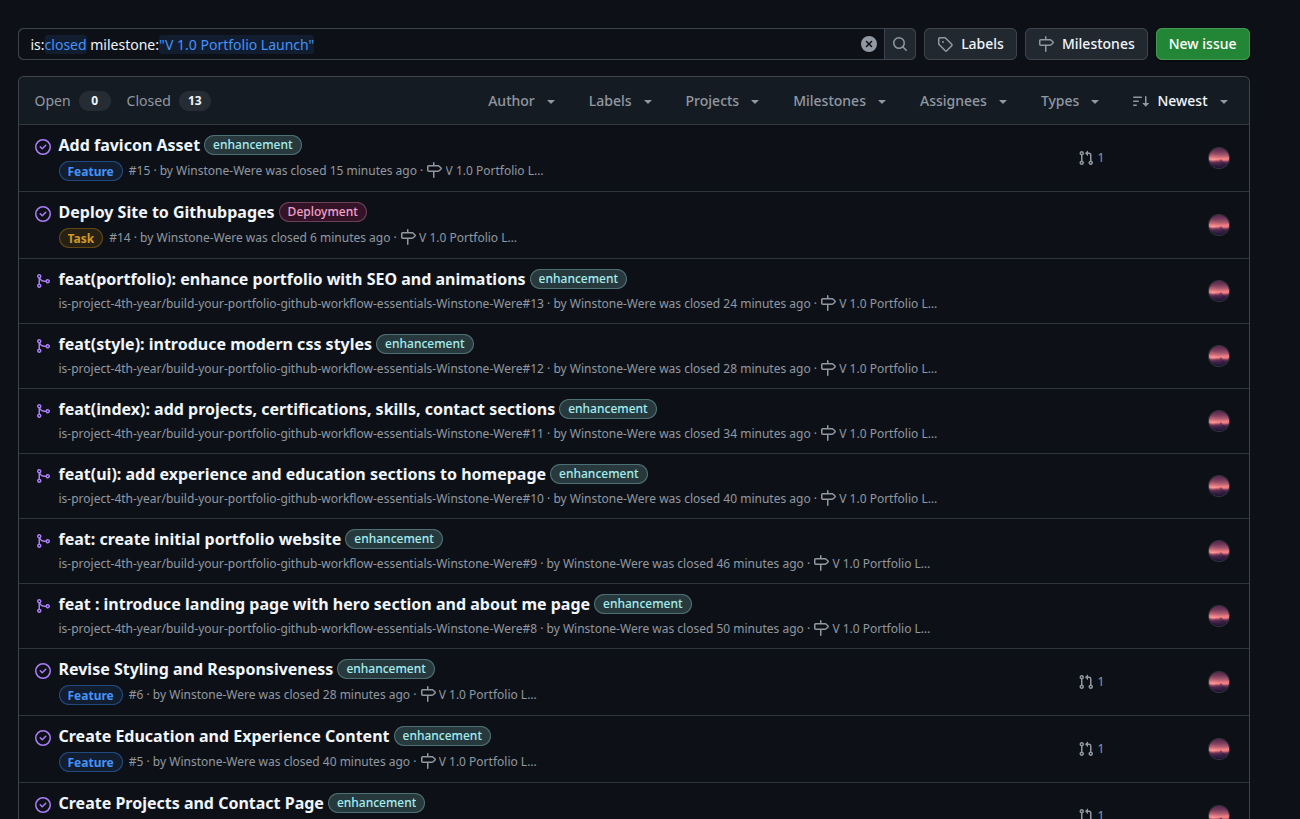 is:closed milestone:"V 1.0 Portfolio Launch"
Labels
Milestones
New issue
Open 0 Closed 13 Author Labels Projects Milestones Assignees Types Newest
Add favicon Asset enhancement
1
Feature #15 · by Winstone-Were was closed 15 minutes ago · V 1.0 Portfolio L...
Deploy Site to Githubpages Deployment
Task #14 · by Winstone-Were was closed 6 minutes ago · V 1.0 Portfolio L...
feat(portfolio): enhance portfolio with SEO and animations enhancement
is-project-4th-year/build-your-portfolio-github-workflow-essentials-Winstone-Were#13 · by Winstone-Were was closed 24 minutes ago · V 1.0 Portfolio L...
feat(style): introduce modern css styles enhancement
is-project-4th-year/build-your-portfolio-github-workflow-essentials-Winstone-Were#12 · by Winstone-Were was closed 28 minutes ago · V 1.0 Portfolio L...
feat(index): add projects, certifications, skills, contact sections enhancement
is-project-4th-year/build-your-portfolio-github-workflow-essentials-Winstone-Were#11 · by Winstone-Were was closed 34 minutes ago · V 1.0 Portfolio L...
feat(ui): add experience and education sections to homepage enhancement
is-project-4th-year/build-your-portfolio-github-workflow-essentials-Winstone-Were#10 · by Winstone-Were was closed 40 minutes ago · V 1.0 Portfolio L...
feat: create initial portfolio website enhancement
is-project-4th-year/build-your-portfolio-github-workflow-essentials-Winstone-Were#9 · by Winstone-Were was closed 46 minutes ago · V 1.0 Portfolio L...
feat : introduce landing page with hero section and about me page enhancement
is-project-4th-year/build-your-portfolio-github-workflow-essentials-Winstone-Were#8 · by Winstone-Were was closed 50 minutes ago · V 1.0 Portfolio L...
Revise Styling and Responsiveness enhancement
1
Feature #6 · by Winstone-Were was closed 28 minutes ago · V 1.0 Portfolio L...
Create Education and Experience Content enhancement
1
Feature #5 · by Winstone-Were was closed 40 minutes ago · V 1.0 Portfolio L...
Create Projects and Contact Page enhancement
1